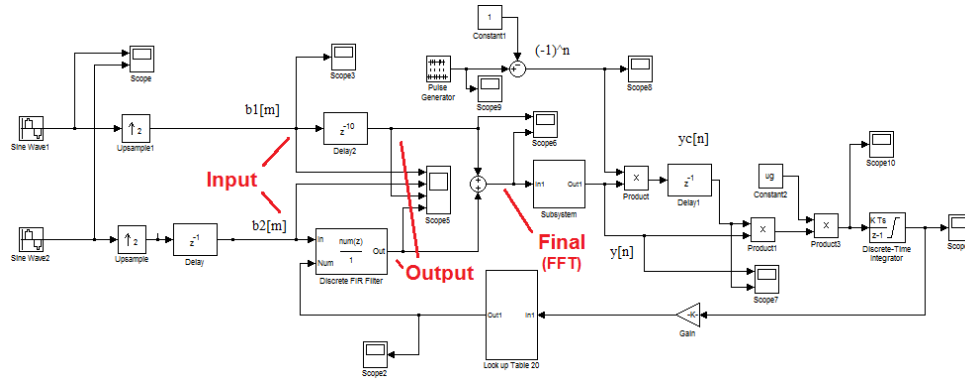 1
Constant1
(-1)^n
Scope
Scope3
Pulse
Generator
Scope9
Scope8
b1[m]
Sine Wave1
2
Upsample1
z^-10
Delay2
Scope6
yc[n]
Scope10
Input
Scope5
+
+
In1
Out1
Subsystem
X
Product
z^-1
Delay1
ug
Constant2
b2[m]
Final
(FFT)
y[n]
X
Product1
X
Product3
K Ts
z-1
Discrete-Time
Integrator
Scope
Sine Wave2
2
Upsample
z^-1
Delay
In
Num
num(z)
1
Out
Discrete FIR Filter
Output
Scope7
Out1
In1
Look up Table 20
-K-
Gain
Scope2